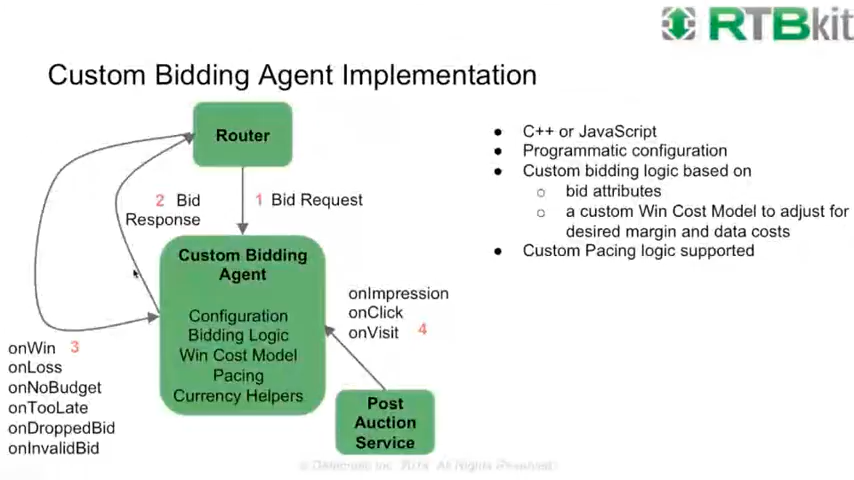 RTBkit
Custom Bidding Agent Implementation
Router
2 Bid
Response
1 Bid Request
Custom Bidding
Agent
Configuration
Bidding Logic
Win Cost Model
Pacing
Currency Helpers
onWin 3
onLoss
onNoBudget
onTooLate
onDroppedBid
onInvalidBid
onImpression
onClick
onVisit 4
Post
Auction
Service
● C++ or JavaScript
● Programmatic configuration
● Custom bidding logic based on
○ bid attributes
○ a custom Win Cost Model to adjust for
desired margin and data costs
● Custom Pacing logic supported
All Rights Reserved